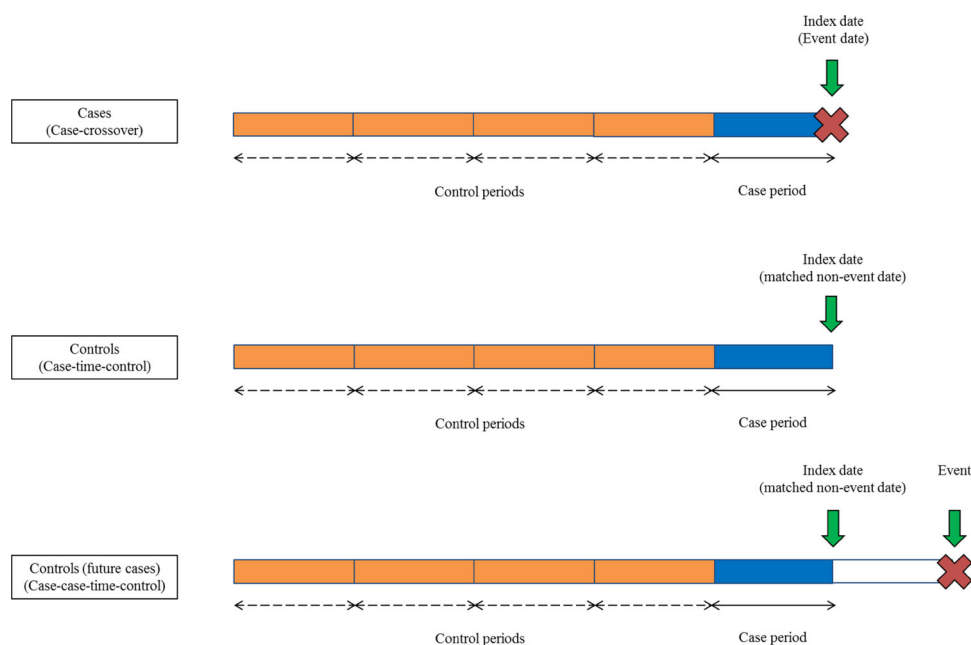 Index date
(Event date)
Cases
(Case-crossover)
Control periods
Case period
Index date
(matched non-event date)
Controls
(Case-time-control)
Control periods
Case period
Index date
(matched non-event date)
Event
Controls (future cases)
(Case-case-time-control)
Control periods
Case period